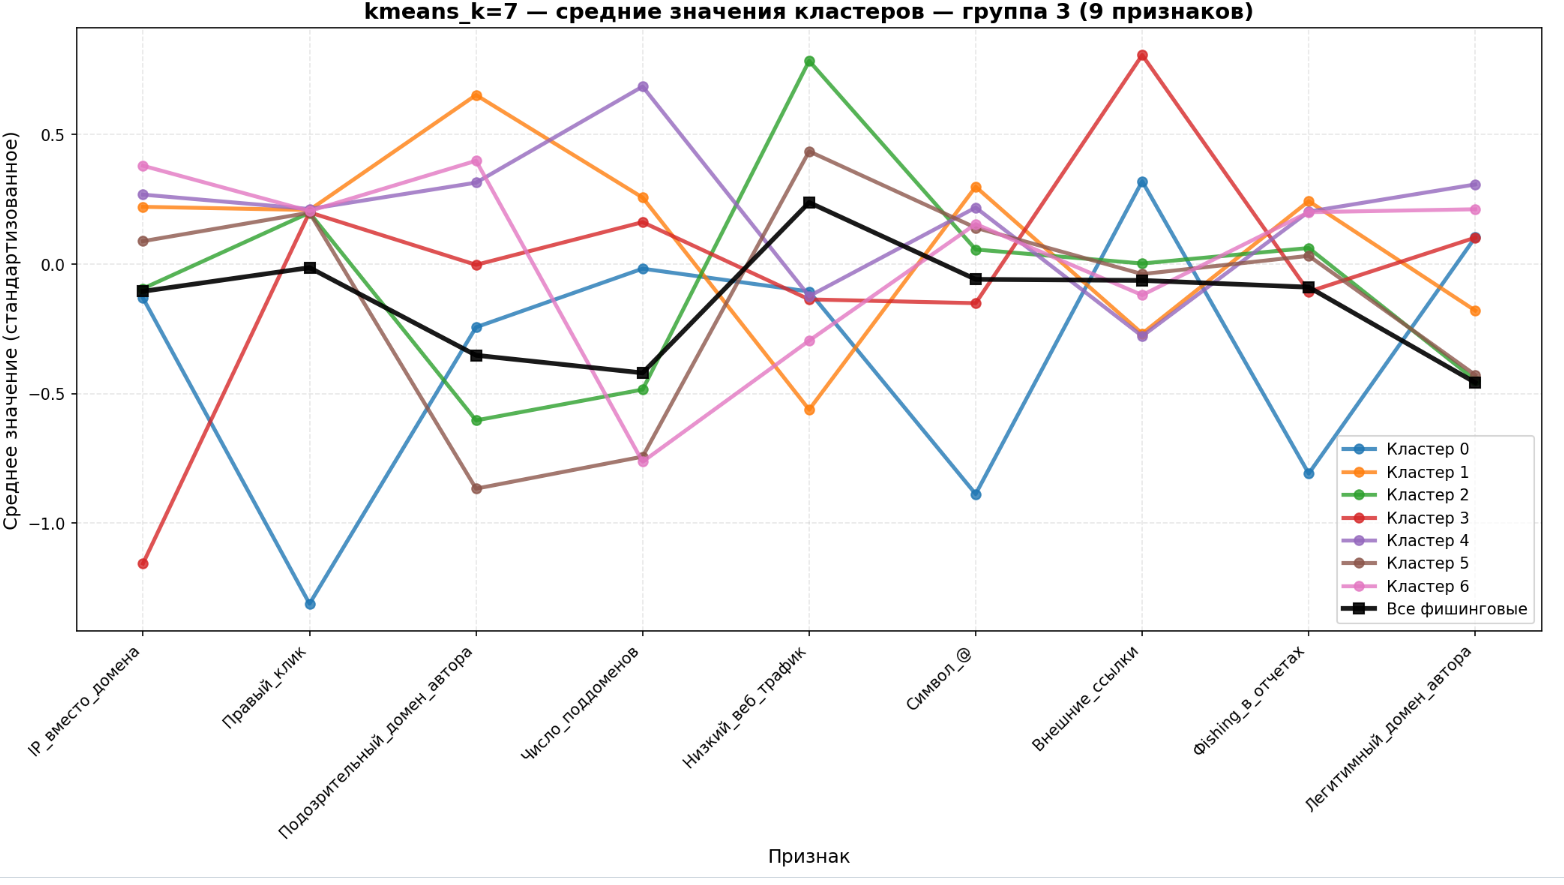 kmeans_k=7 — средние значения кластеров — группа 3 (9 признаков)
Среднее значение (стандартизованное)
0.5
0.0
−0.5
−1.0
Кластер 0
Кластер 1
Кластер 2
Кластер 3
Кластер 4
Кластер 5
Кластер 6
Все фишинговые
IP_вместо_домена
Правый_клик
Подозрительный_домен_автора
Число_поддоменов
Низкий_веб_трафик
Символ_@
Внешние_ссылки
Фishing_в_отчетах
Легитимный_домен_автора
Признак